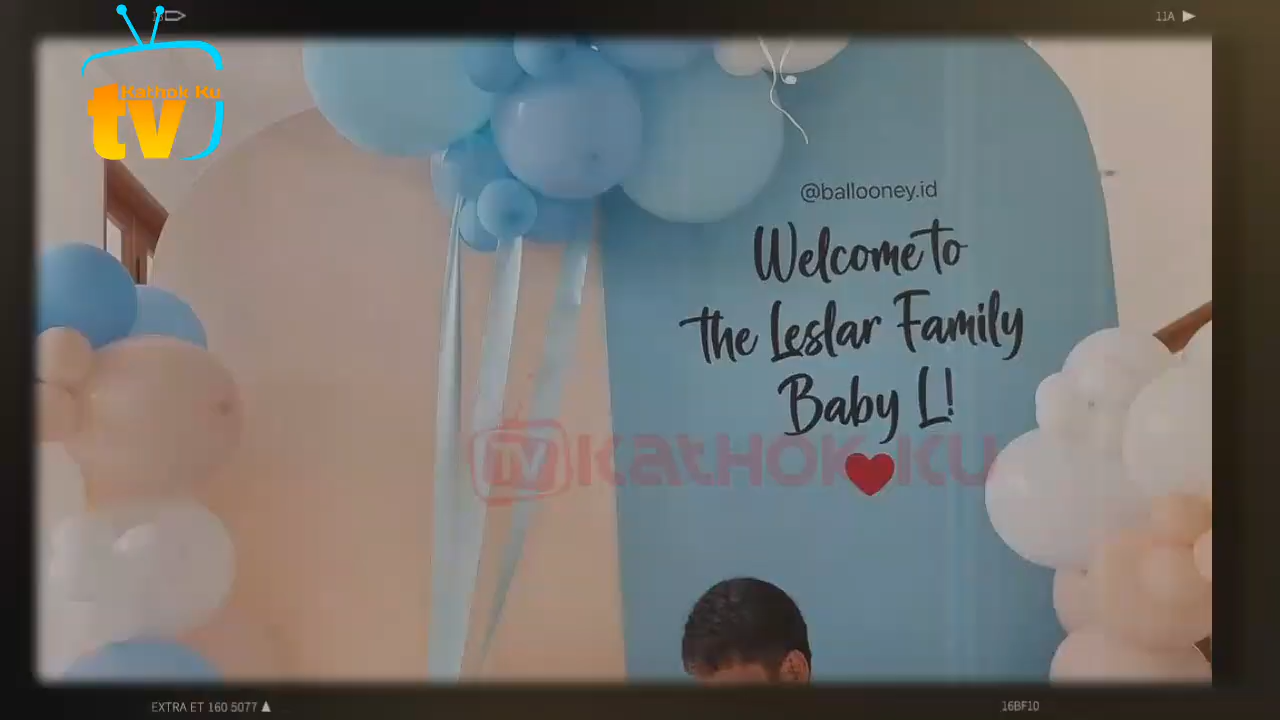 11A
Kathok Ku
tv
@ballooney.id
Welcome to
the Leslar Family
Baby L!
TV KATHOK KU
EXTRA ET 160 5077
16BF10